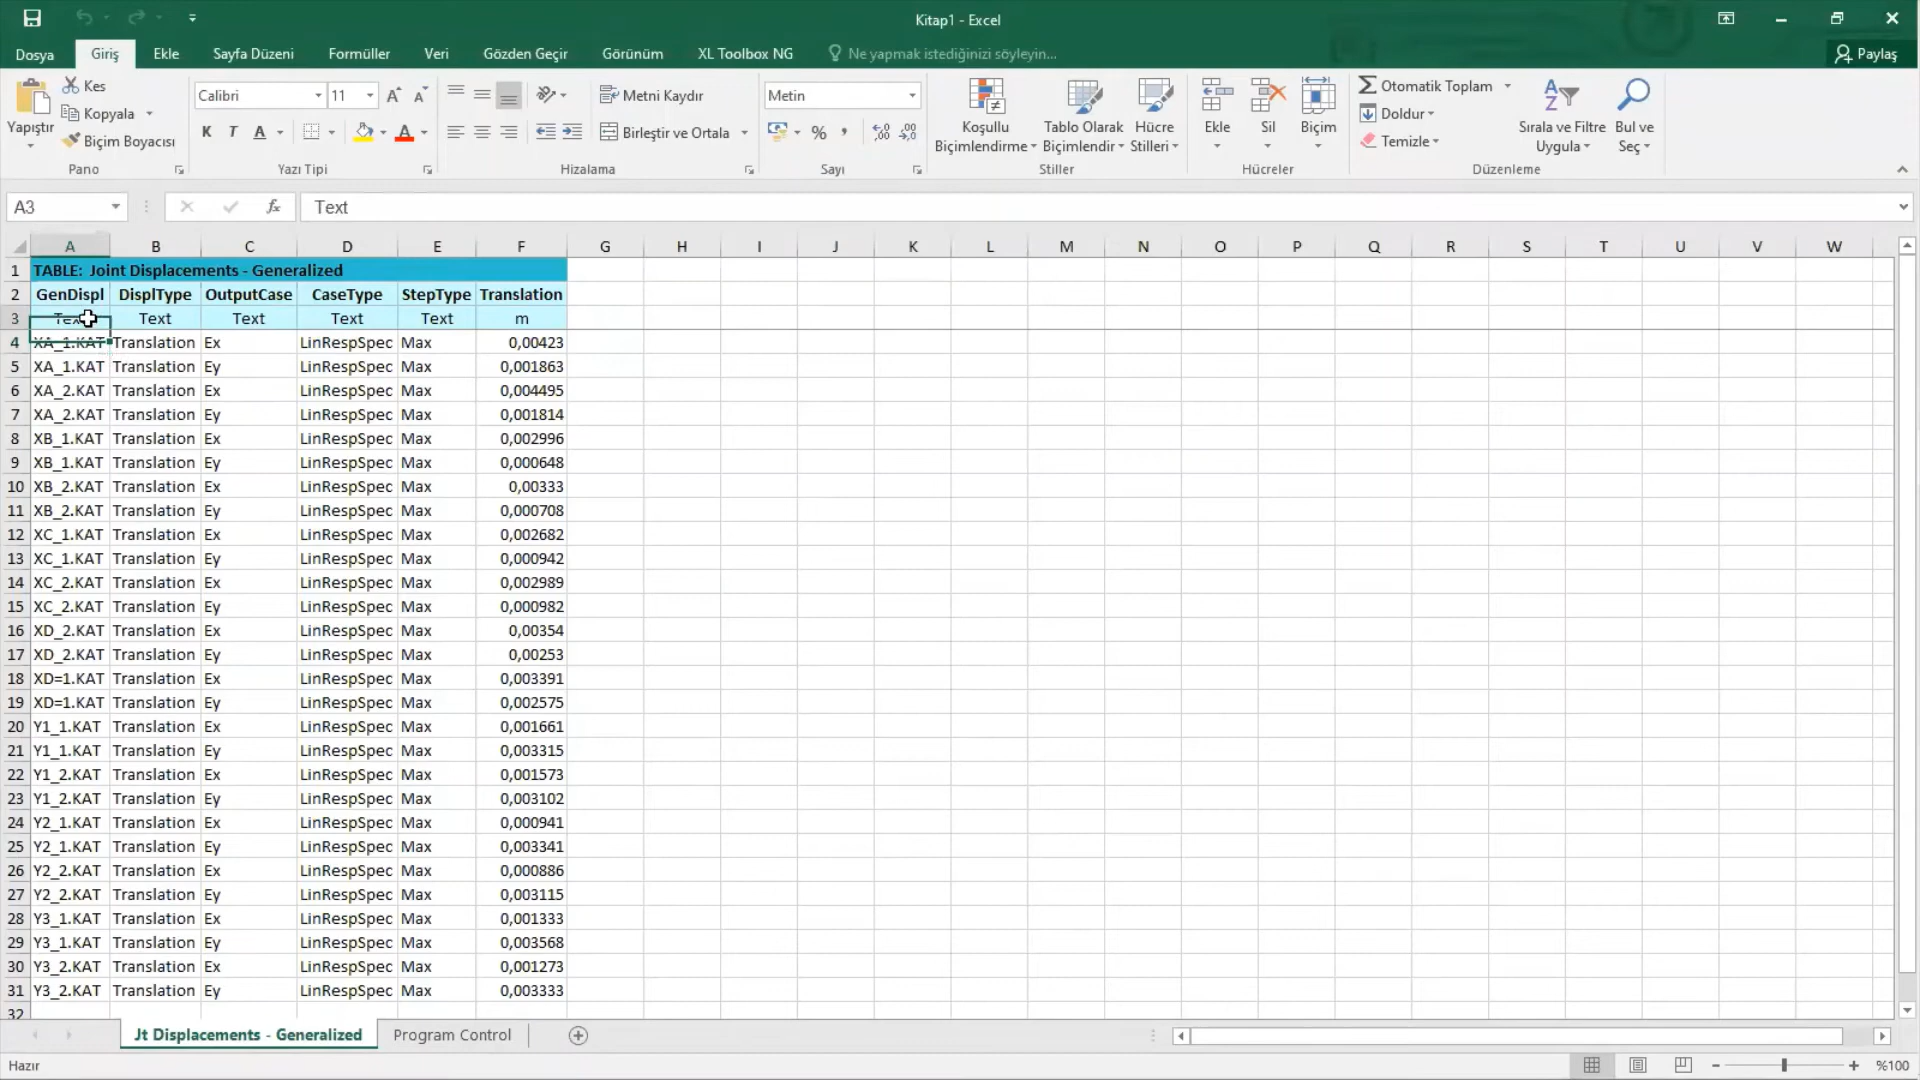 Kitap1 - Excel
Dosya Giriş Ekle Sayfa Düzeni Formüller Veri Gözden Geçir Görünüm XL Toolbox NG Ne yapmak istediğinizi söyleyin... Paylaş
Yapıştır
Kes
Kopyala
Biçim Boyacısı
Pano
Calibri 11
K T A
Yazı Tipi
Metni Kaydır
Birleştir ve Ortala
Hizalama
Metin
%
Sayı
Koşullu Biçimlendirme
Tablo Olarak Biçimlendir
Hücre Stilleri
Stiller
Ekle Sil Biçim
Hücreler
Otomatik Toplam
Doldur
Temizle
Sırala ve Filtre Uygula
Bul ve Seç
Düzenleme
A3 fx Text
A B C D E F G H I J K L M N O P Q R S T U V W
1 TABLE: Joint Displacements - Generalized
2 GenDispl DisplType OutputCase CaseType StepType Translation
3 Text Text Text Text Text m
4 XA_1.KAT Translation Ex LinRespSpec Max 0,00423
5 XA_1.KAT Translation Ey LinRespSpec Max 0,001863
6 XA_2.KAT Translation Ex LinRespSpec Max 0,004495
7 XA_2.KAT Translation Ey LinRespSpec Max 0,001814
8 XB_1.KAT Translation Ex LinRespSpec Max 0,002996
9 XB_1.KAT Translation Ey LinRespSpec Max 0,000648
10 XB_2.KAT Translation Ex LinRespSpec Max 0,00333
11 XB_2.KAT Translation Ey LinRespSpec Max 0,000708
12 XC_1.KAT Translation Ex LinRespSpec Max 0,002682
13 XC_1.KAT Translation Ey LinRespSpec Max 0,000942
14 XC_2.KAT Translation Ex LinRespSpec Max 0,002989
15 XC_2.KAT Translation Ey LinRespSpec Max 0,000982
16 XD_2.KAT Translation Ex LinRespSpec Max 0,00354
17 XD_2.KAT Translation Ey LinRespSpec Max 0,00253
18 XD=1.KAT Translation Ex LinRespSpec Max 0,003391
19 XD=1.KAT Translation Ey LinRespSpec Max 0,002575
20 Y1_1.KAT Translation Ex LinRespSpec Max 0,001661
21 Y1_1.KAT Translation Ey LinRespSpec Max 0,003315
22 Y1_2.KAT Translation Ex LinRespSpec Max 0,001573
23 Y1_2.KAT Translation Ey LinRespSpec Max 0,003102
24 Y2_1.KAT Translation Ex LinRespSpec Max 0,000941
25 Y2_1.KAT Translation Ey LinRespSpec Max 0,003341
26 Y2_2.KAT Translation Ex LinRespSpec Max 0,000886
27 Y2_2.KAT Translation Ey LinRespSpec Max 0,003115
28 Y3_1.KAT Translation Ex LinRespSpec Max 0,001333
29 Y3_1.KAT Translation Ey LinRespSpec Max 0,003568
30 Y3_2.KAT Translation Ex LinRespSpec Max 0,001273
31 Y3_2.KAT Translation Ey LinRespSpec Max 0,003333
32
Jt Displacements - Generalized Program Control
Hazır %100